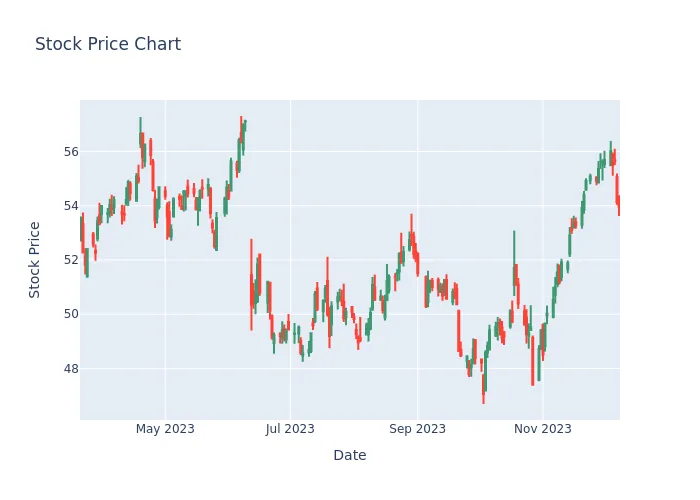 Stock Price Chart
56
54
52
50
48
Stock Price
May 2023
Jul 2023
Sep 2023
Nov 2023
Date